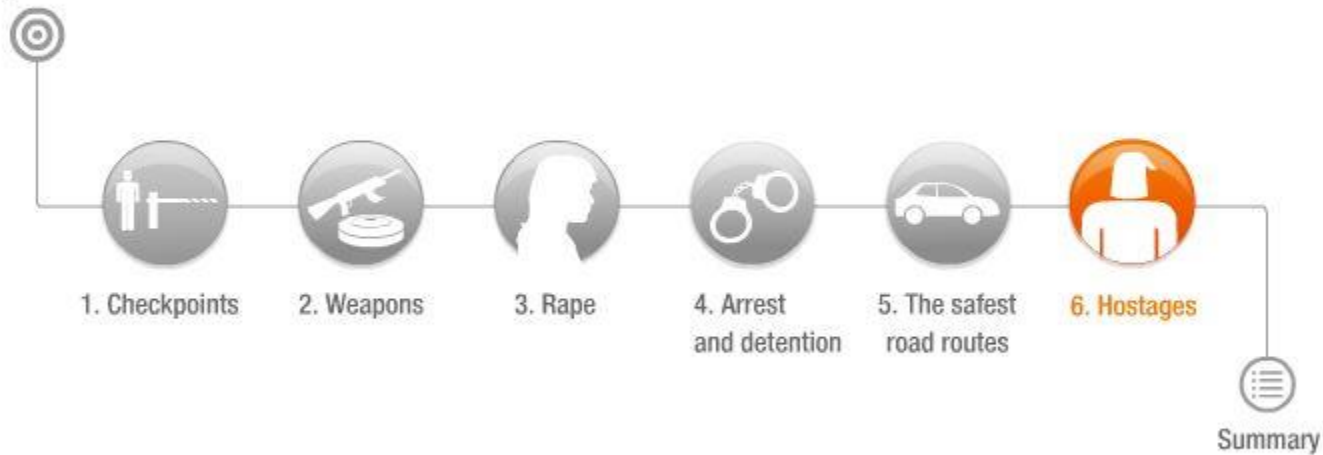 1. Checkpoints
2. Weapons
3. Rape
4. Arrest
and detention
5. The safest
road routes
6. Hostages
Summary